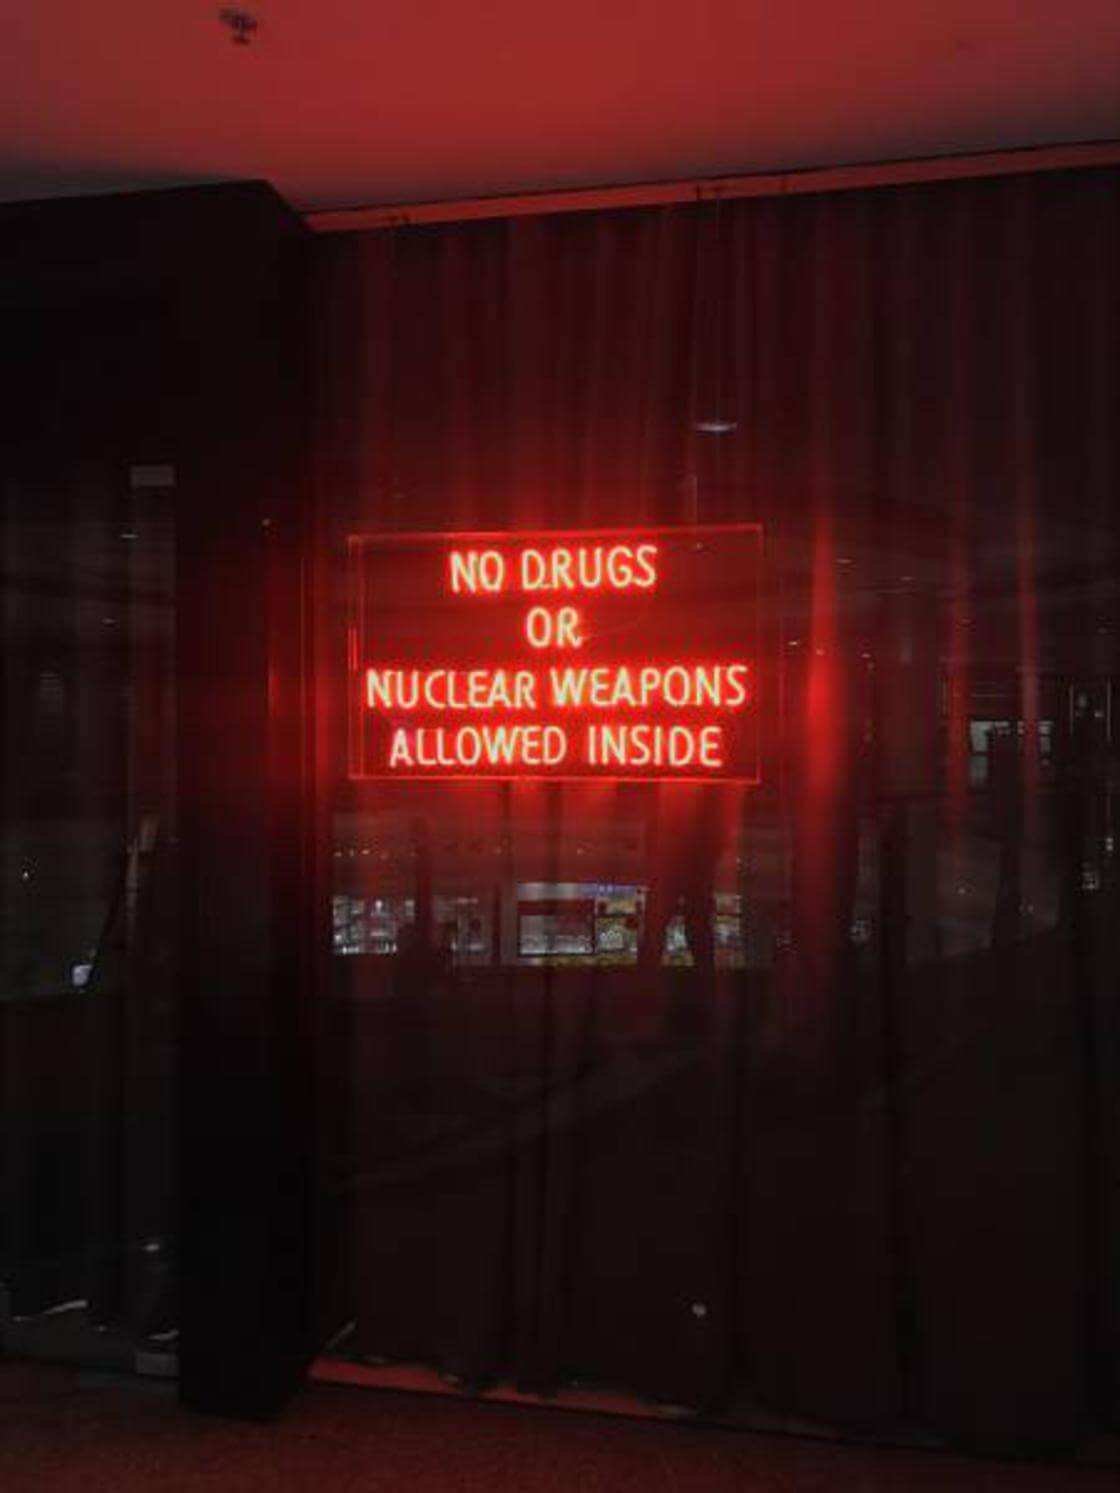 NO DRUGS
OR
NUCLEAR WEAPONS
ALLOWED INSIDE